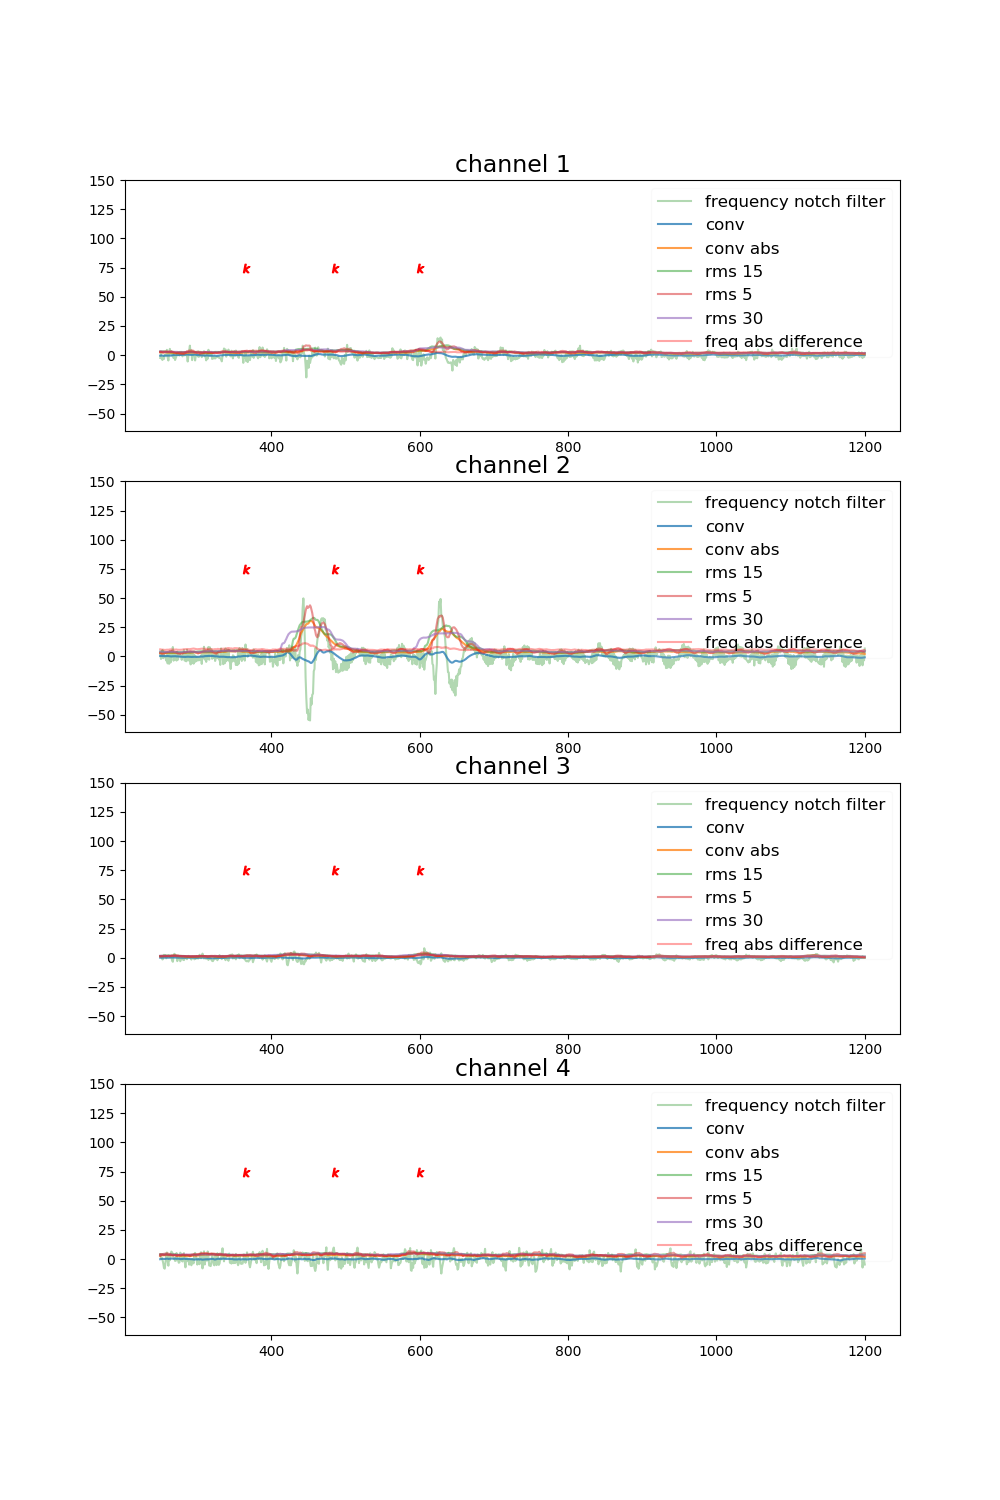 channel 1
150
125
100
75
50
25
0
−25
−50
k k k
frequency notch filter
conv
conv abs
rms 15
rms 5
rms 30
freq abs difference
400 600 800 1000 1200
channel 2
150
125
100
75
50
25
0
−25
−50
k k k
frequency notch filter
conv
conv abs
rms 15
rms 5
rms 30
freq abs difference
400 600 800 1000 1200
channel 3
150
125
100
75
50
25
0
−25
−50
k k k
frequency notch filter
conv
conv abs
rms 15
rms 5
rms 30
freq abs difference
400 600 800 1000 1200
channel 4
150
125
100
75
50
25
0
−25
−50
k k k
frequency notch filter
conv
conv abs
rms 15
rms 5
rms 30
freq abs difference
400 600 800 1000 1200